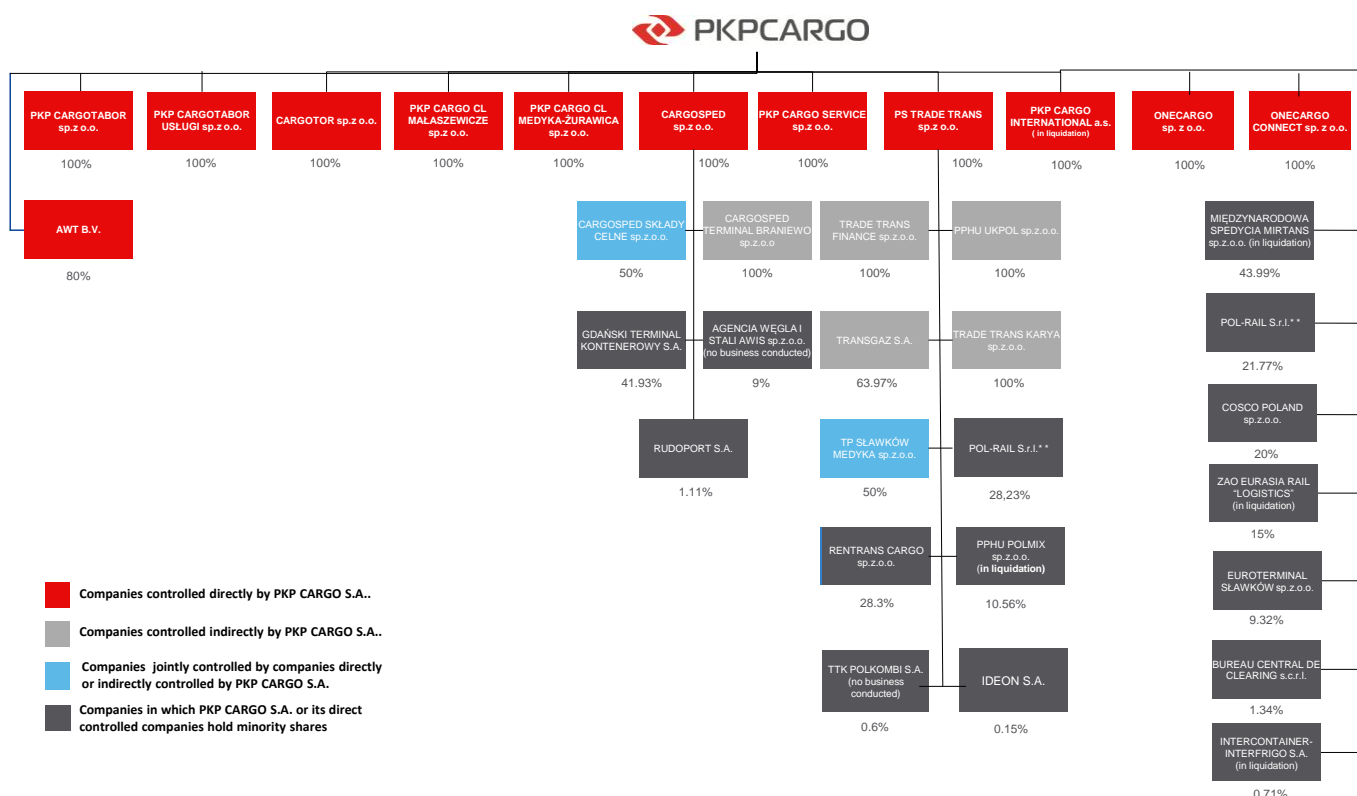 PKPCARGO
PKP CARGOTABOR
sp.z o.o.
100%
PKP CARGOTABOR
USŁUGI sp.z o.o.
100%
CARGOTOR sp.z o.o.
100%
PKP CARGO CL
MAŁASZEWICZE
sp.z o.o.
100%
PKP CARGO CL
MEDYKA-ŻURAWICA
sp.z o.o.
100%
CARGOSPED
sp.z o.o.
100%
PKP CARGO SERVICE
sp.z o.o.
100%
PS TRADE TRANS
sp.z o.o.
100%
PKP CARGO
INTERNATIONAL a.s.
( in liquidation)
100%
ONECARGO
sp. z o.o.
100%
ONECARGO
CONNECT sp. z o.o.
100%
AWT B.V.
80%
CARGOSPED SKŁADY
CELNE sp.z.o.o.
50%
CARGOSPED
TERMINAL BRANIEWO
sp.z.o.o
100%
TRADE TRANS
FINANCE sp.z.o.o.
100%
PPHU UKPOL sp.z.o.o.
100%
MIĘDZYNARODOWA
SPEDYCIA MIRTANS
sp.z.o.o. (in liquidation)
43.99%
GDAŃSKI TERMINAL
KONTENEROWY S.A.
41.93%
AGENCIA WĘGLA I
STALI AWIS sp.z.o.o.
(no business conducted)
9%
TRANSGAZ S.A.
63.97%
TRADE TRANS KARYA
sp.z.o.o.
100%
POL-RAIL S.r.l.* *
21.77%
RUDOPORT S.A.
1.11%
TP SŁAWKÓW
MEDYKA sp.z.o.o.
50%
POL-RAIL S.r.l.* *
28,23%
COSCO POLAND
sp.z.o.o.
20%
ZAO EURASIA RAIL
“LOGISTICS”
(in liquidation)
15%
RENTRANS CARGO
sp.z.o.o.
28.3%
PPHU POLMIX
sp.z.o.o.
(in liquidation)
10.56%
EUROTERMINAL
SŁAWKÓW sp.z.o.o.
9.32%
TTK POLKOMBI S.A.
(no business
conducted)
0.6%
IDEON S.A.
0.15%
BUREAU CENTRAL DE
CLEARING s.c.r.l.
1.34%
INTERCONTAINER-
INTERFRIGO S.A.
(in liquidation)
0.71%
Companies controlled directly by PKP CARGO S.A..
Companies controlled indirectly by PKP CARGO S.A..
Companies jointly controlled by companies directly
or indirectly controlled by PKP CARGO S.A.
Companies in which PKP CARGO S.A. or its direct
controlled companies hold minority shares